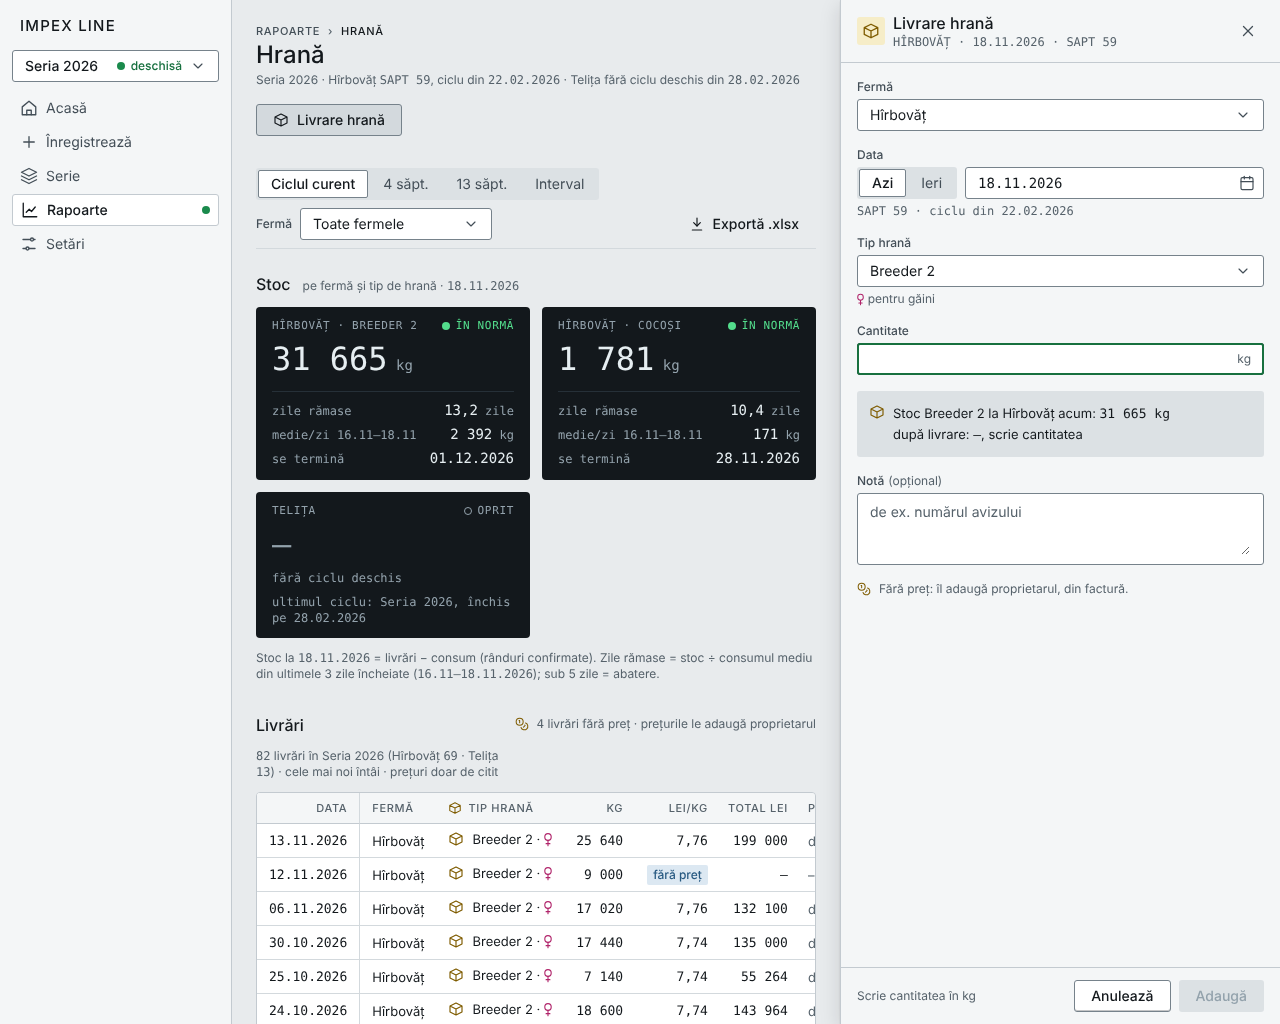 IMPEX LINE
Seria 2026 deschisă
Acasă
Înregistrează
Serie
Rapoarte
Setări
RAPOARTE › HRANĂ
Hrană
Seria 2026 · Hîrbovăț SAPT 59, ciclu din 22.02.2026 · Telița fără ciclu deschis din 28.02.2026
Livrare hrană
Ciclul curent 4 săpt. 13 săpt. Interval
Fermă Toate fermele Exportă .xlsx
Stoc pe fermă și tip de hrană · 18.11.2026
HÎRBOVĂȚ · BREEDER 2 ÎN NORMĂ
31 665 kg
zile rămase 13,2 zile
medie/zi 16.11–18.11 2 392 kg
se termină 01.12.2026
HÎRBOVĂȚ · COCOȘI ÎN NORMĂ
1 781 kg
zile rămase 10,4 zile
medie/zi 16.11–18.11 171 kg
se termină 28.11.2026
TELIȚA OPRIT
—
fără ciclu deschis
ultimul ciclu: Seria 2026, închis
pe 28.02.2026
Stoc la 18.11.2026 = livrări − consum (rânduri confirmate). Zile rămase = stoc ÷ consumul mediu
din ultimele 3 zile încheiate (16.11–18.11.2026); sub 5 zile = abatere.
Livrări 4 livrări fără preț · prețurile le adaugă proprietarul
82 livrări în Seria 2026 (Hîrbovăț 69 · Telița
13) · cele mai noi întâi · prețuri doar de citit
DATA FERMĂ TIP HRANĂ KG LEI/KG TOTAL LEI P
13.11.2026 Hîrbovăț Breeder 2 · ♀ 25 640 7,76 199 000 d
12.11.2026 Hîrbovăț Breeder 2 · ♀ 9 000 fără preț — —
06.11.2026 Hîrbovăț Breeder 2 · ♀ 17 020 7,76 132 100 d
30.10.2026 Hîrbovăț Breeder 2 · ♀ 17 440 7,74 135 000 d
25.10.2026 Hîrbovăț Breeder 2 · ♀ 7 140 7,74 55 264 d
24.10.2026 Hîrbovăț Breeder 2 · ♀ 18 600 7,74 143 964 d
Livrare hrană
HÎRBOVĂȚ · 18.11.2026 · SAPT 59
Fermă
Hîrbovăț
Data
Azi Ieri 18.11.2026
SAPT 59 · ciclu din 22.02.2026
Tip hrană
Breeder 2
♀ pentru găini
Cantitate
kg
Stoc Breeder 2 la Hîrbovăț acum: 31 665 kg
după livrare: —, scrie cantitatea
Notă (opțional)
de ex. numărul avizului
Fără preț: îl adaugă proprietarul, din factură.
Scrie cantitatea în kg Anulează Adaugă